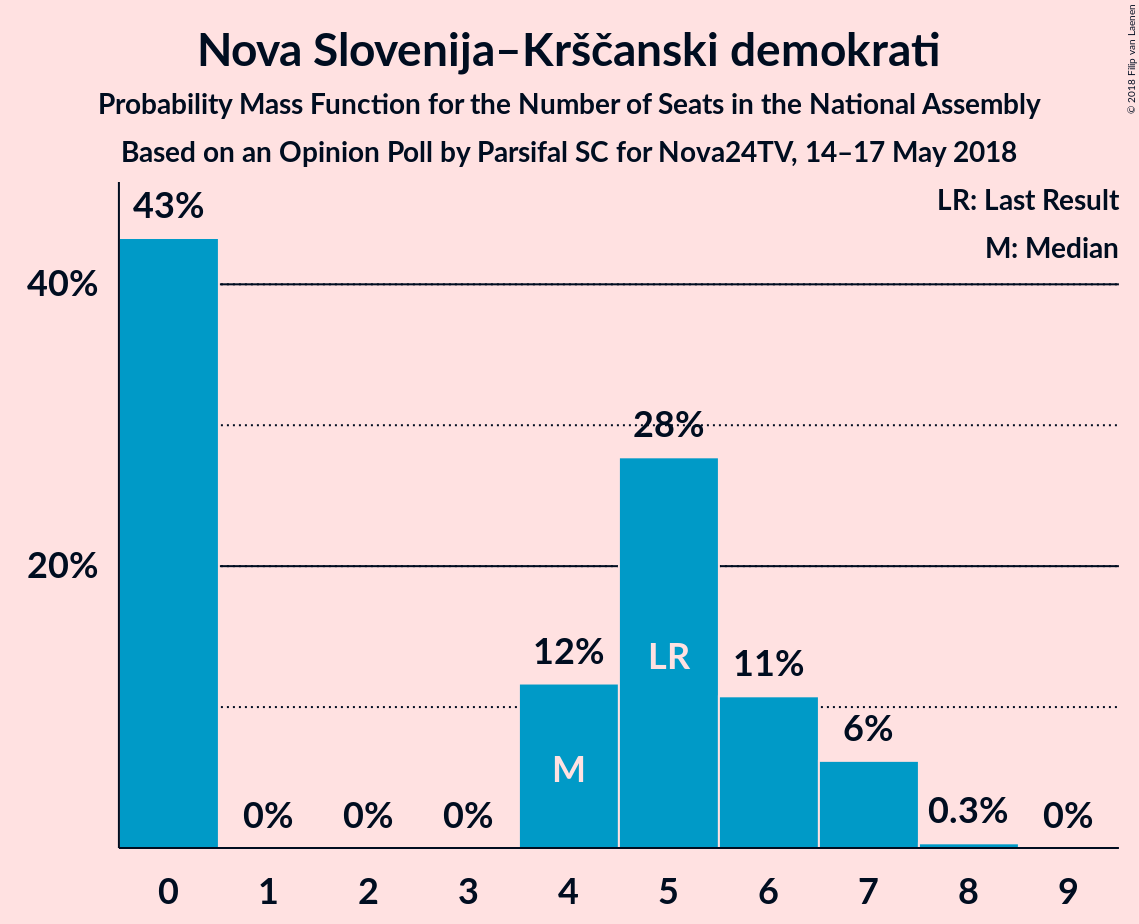 Nova Slovenija–Krščanski demokrati
Probability Mass Function for the Number of Seats in the National Assembly
Based on an Opinion Poll by Parsifal SC for Nova24TV, 14–17 May 2018
© 2018 Filip van Laenen
LR: Last Result
M: Median
43%
40%
28%
20%
12%
LR
11%
6%
M
0%
0%
0%
0.3%
0%
0
1
2
3
4
5
6
7
8
9